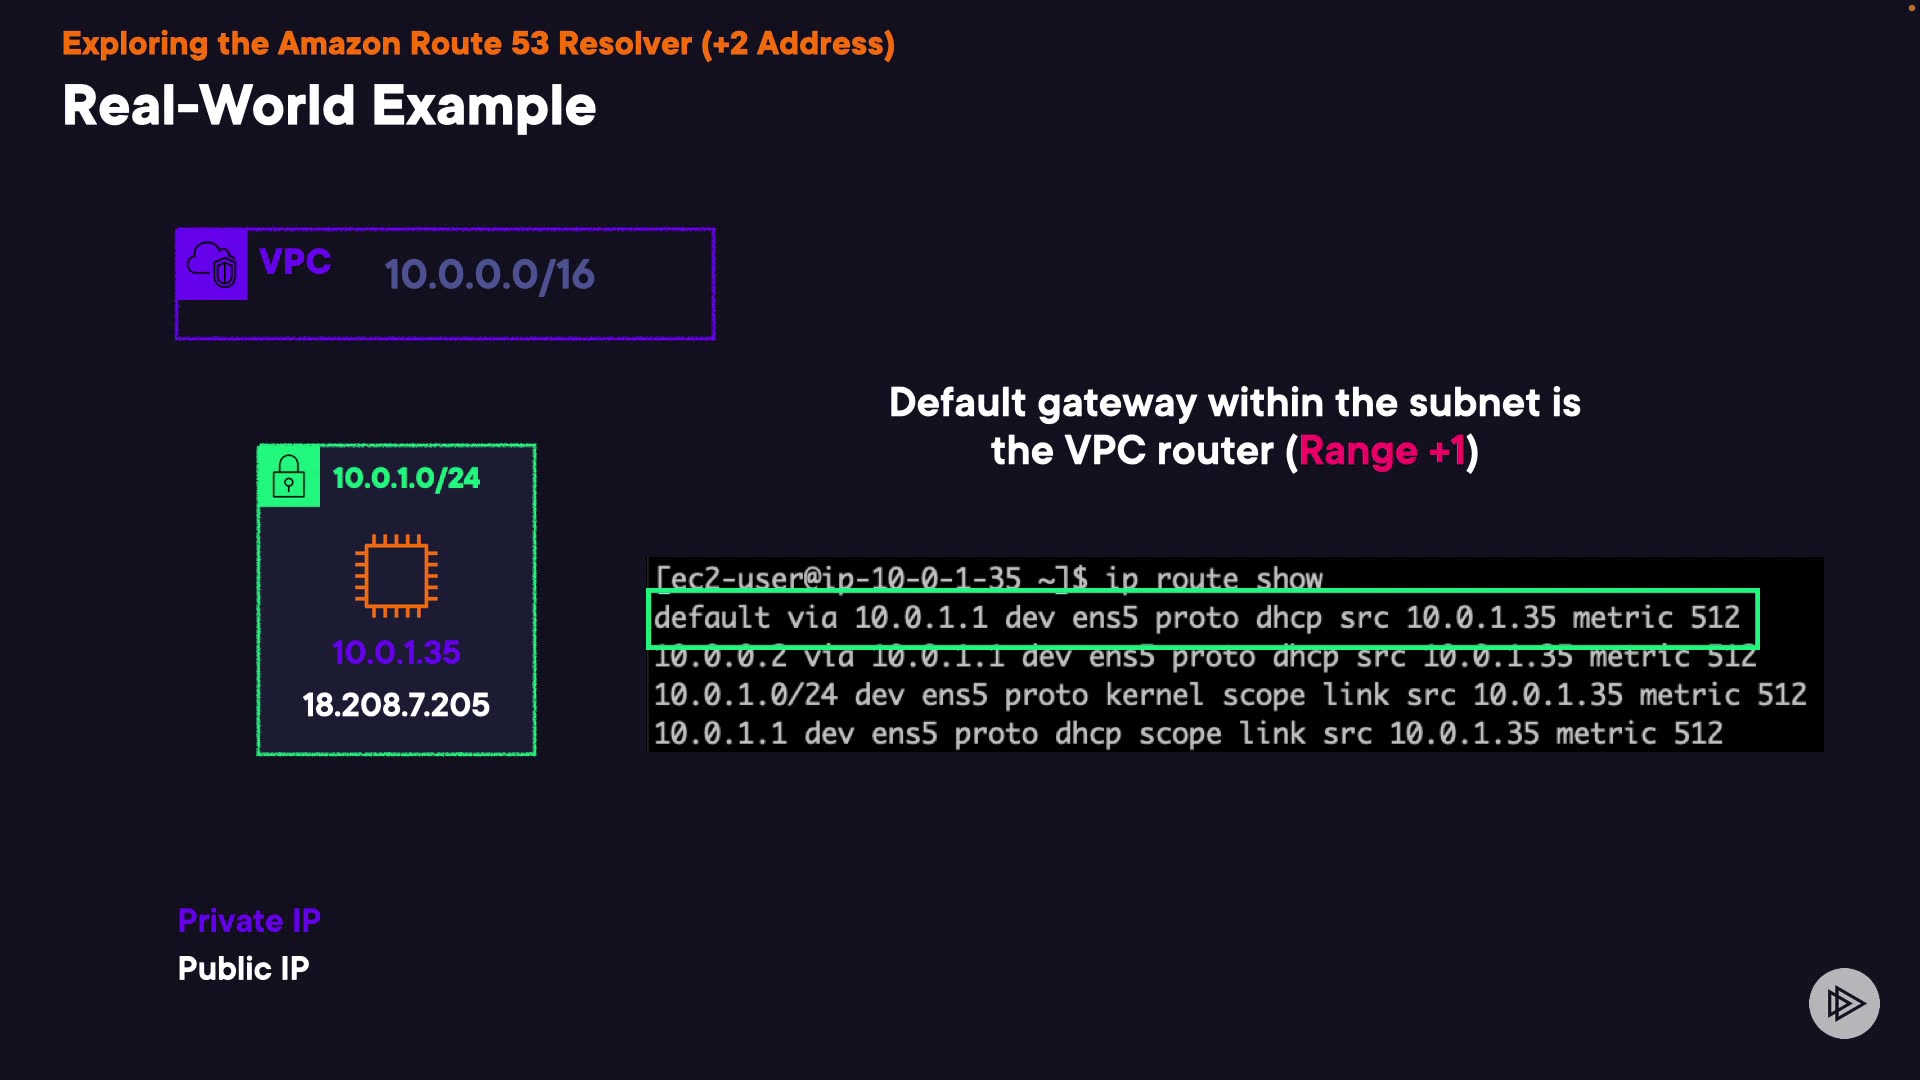 Exploring the Amazon Route 53 Resolver (+2 Address)
Real-World Example
VPC
10.0.0.0/16
Default gateway within the subnet is
the VPC router (Range +1)
10.0.1.0/24
10.0.1.35
18.208.7.205
[ec2-user@ip-10-0-1-35 ~]$ ip route show
default via 10.0.1.1 dev ens5 proto dhcp src 10.0.1.35 metric 512
10.0.0.2 via 10.0.1.1 dev ens5 proto dhcp src 10.0.1.35 metric 512
10.0.1.0/24 dev ens5 proto kernel scope link src 10.0.1.35 metric 512
10.0.1.1 dev ens5 proto dhcp scope link src 10.0.1.35 metric 512
Private IP
Public IP